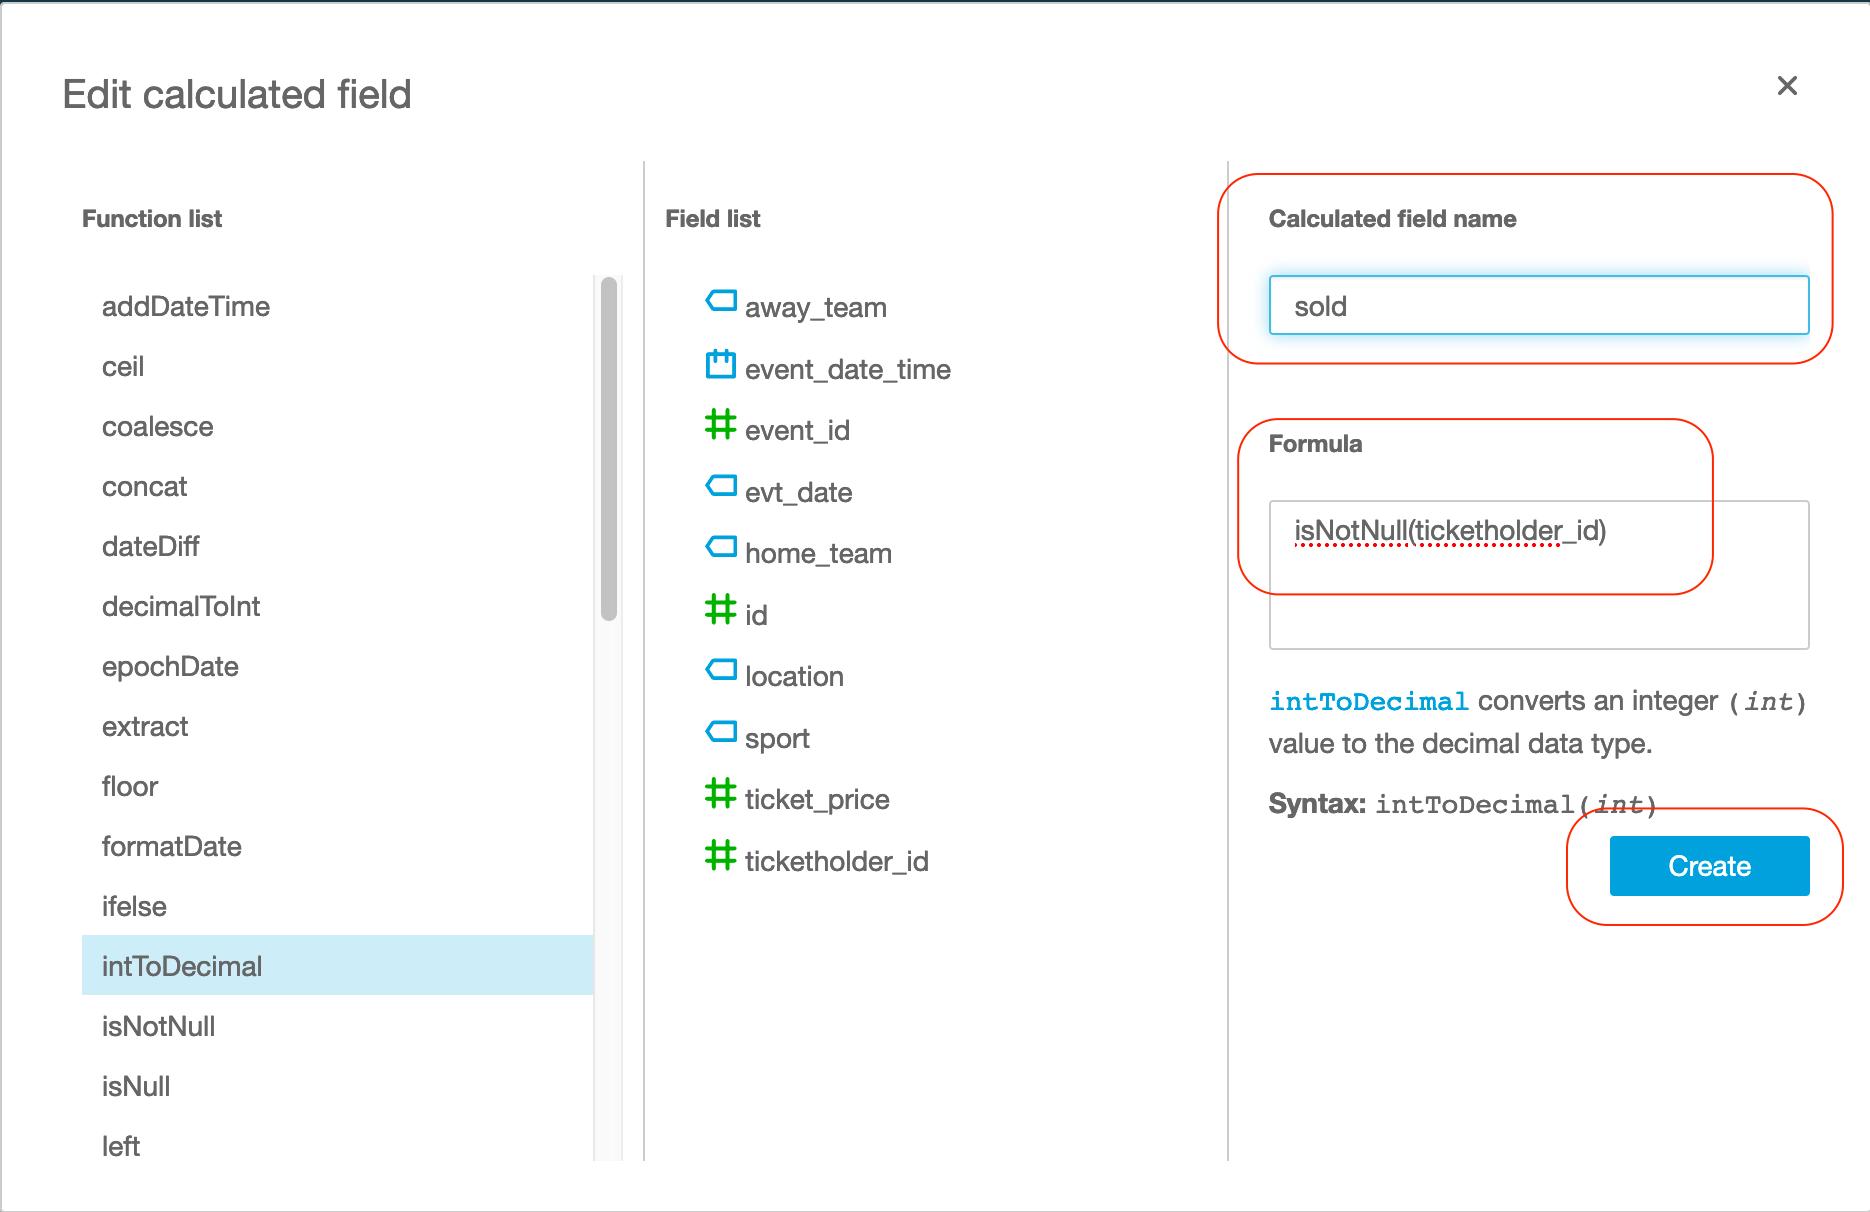 Edit calculated field
Function list
addDateTime
ceil
coalesce
concat
dateDiff
decimalToInt
epochDate
extract
floor
formatDate
ifelse
intToDecimal
isNotNull
isNull
left
Field list
away_team
event_date_time
event_id
evt_date
home_team
id
location
sport
ticket_price
ticketholder_id
Calculated field name
sold
Formula
isNotNull(ticketholder_id)
intToDecimal converts an integer (int)
value to the decimal data type.
Syntax: intToDecimal(int)
Create